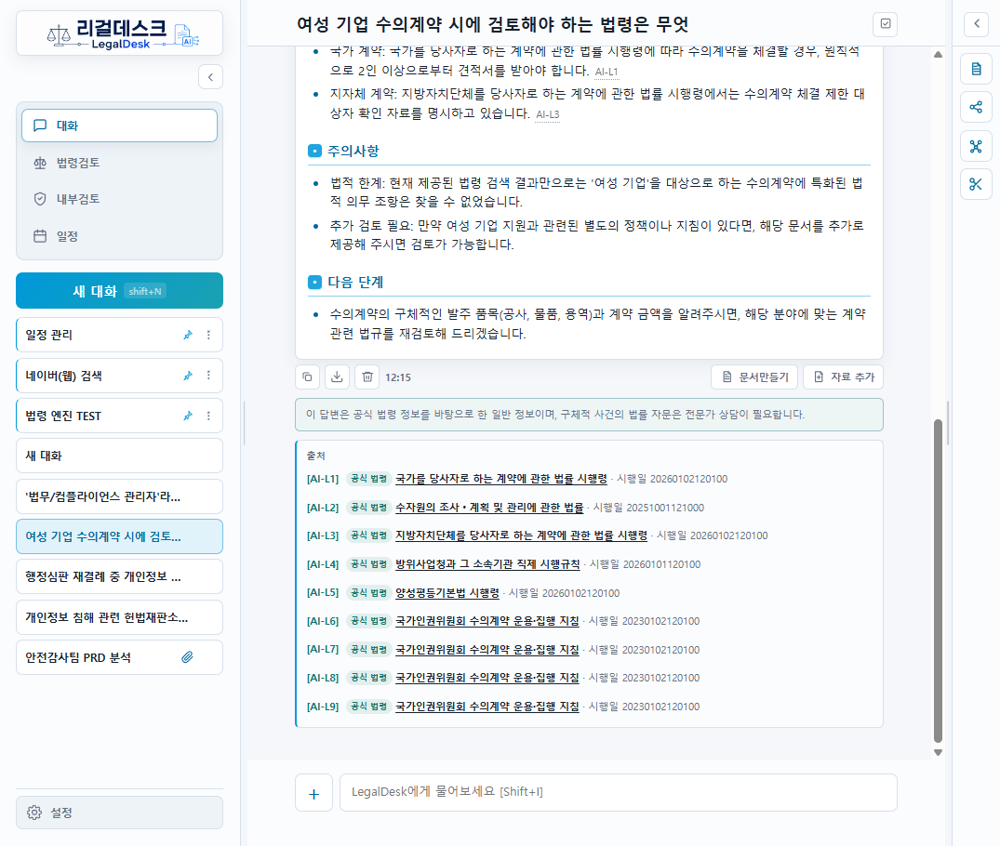 리걸데스크
LegalDesk
AI
대화
법령검토
내부검토
일정
새 대화 shift+N
일정 관리
네이버(웹) 검색
법령 엔진 TEST
새 대화
'법무/컴플라이언스 관리자'라...
여성 기업 수의계약 시에 검토...
행정심판 재결례 중 개인정보 ...
개인정보 침해 관련 헌법재판소...
안전감사팀 PRD 분석
설정
여성 기업 수의계약 시에 검토해야 하는 법령은 무엇
국가 계약: 국가를 당사자로 하는 계약에 관한 법률 시행령에 따라 수의계약을 체결할 경우, 원칙적
으로 2인 이상으로부터 견적서를 받아야 합니다. AI-L1
지자체 계약: 지방자치단체를 당사자로 하는 계약에 관한 법률 시행령에서는 수의계약 체결 제한 대
상자 확인 자료를 명시하고 있습니다. AI-L3
주의사항
법적 한계: 현재 제공된 법령 검색 결과만으로는 '여성 기업'을 대상으로 하는 수의계약에 특화된 법
적 의무 조항은 찾을 수 없었습니다.
추가 검토 필요: 만약 여성 기업 지원과 관련된 별도의 정책이나 지침이 있다면, 해당 문서를 추가로
제공해 주시면 검토가 가능합니다.
다음 단계
수의계약의 구체적인 발주 품목(공사, 물품, 용역)과 계약 금액을 알려주시면, 해당 분야에 맞는 계약
관련 법규를 재검토해 드리겠습니다.
12:15
문서만들기
자료 추가
이 답변은 공식 법령 정보를 바탕으로 한 일반 정보이며, 구체적 사건의 법률 자문은 전문가 상담이 필요합니다.
출처
[AI-L1] 공식 법령 국가를 당사자로 하는 계약에 관한 법률 시행령 · 시행일 20260102120100
[AI-L2] 공식 법령 수자원의 조사·계획 및 관리에 관한 법률 · 시행일 20251001121000
[AI-L3] 공식 법령 지방자치단체를 당사자로 하는 계약에 관한 법률 시행령 · 시행일 20260102120100
[AI-L4] 공식 법령 방위사업청과 그 소속기관 직제 시행규칙 · 시행일 20260101120100
[AI-L5] 공식 법령 양성평등기본법 시행령 · 시행일 20260102120100
[AI-L6] 공식 법령 국가인권위원회 수의계약 운용·집행 지침 · 시행일 20230102120100
[AI-L7] 공식 법령 국가인권위원회 수의계약 운용·집행 지침 · 시행일 20230102120100
[AI-L8] 공식 법령 국가인권위원회 수의계약 운용·집행 지침 · 시행일 20230102120100
[AI-L9] 공식 법령 국가인권위원회 수의계약 운용·집행 지침 · 시행일 20230102120100
LegalDesk에게 물어보세요 [Shift+I]